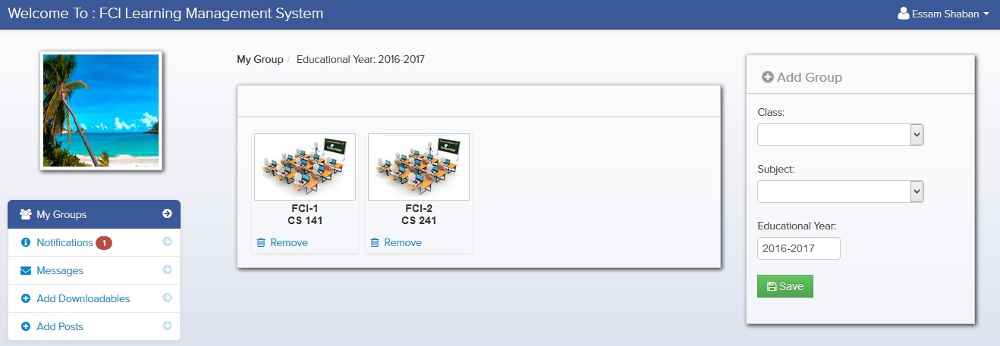 Welcome To : FCI Learning Management System
Essam Shaban
My Groups
Notifications 1
Messages
Add Downloadables
Add Posts
My Group / Educational Year: 2016-2017
FCI-1
CS 141
Remove
FCI-2
CS 241
Remove
Add Group
Class:
Subject:
Educational Year:
2016-2017
Save